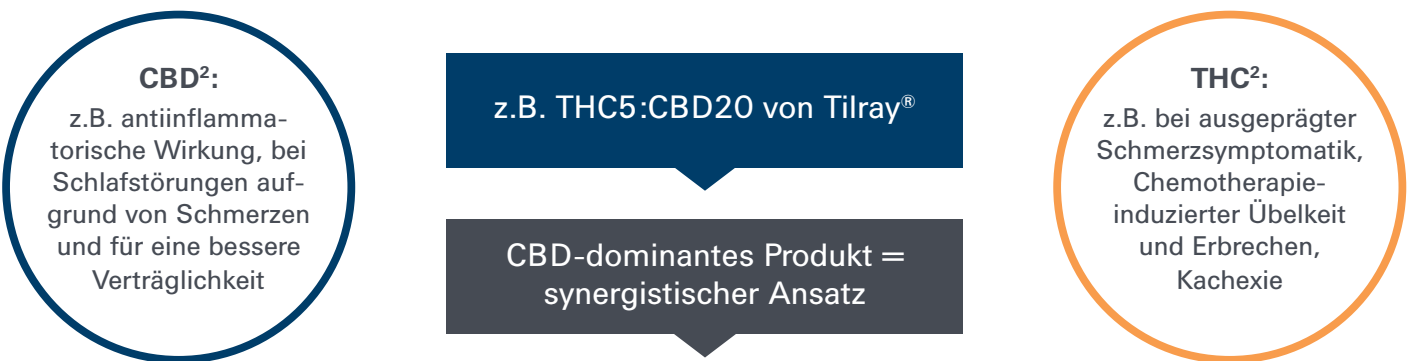 CBD²:
z.B. antiinflamma-
torische Wirkung, bei
Schlafstörungen auf-
grund von Schmerzen
und für eine bessere
Verträglichkeit
z.B. THC5:CBD20 von Tilray®
CBD-dominantes Produkt =
synergistischer Ansatz
THC²:
z.B. bei ausgeprägter
Schmerzsymptomatik,
Chemotherapie-
induzierter Übelkeit
und Erbrechen,
Kachexie